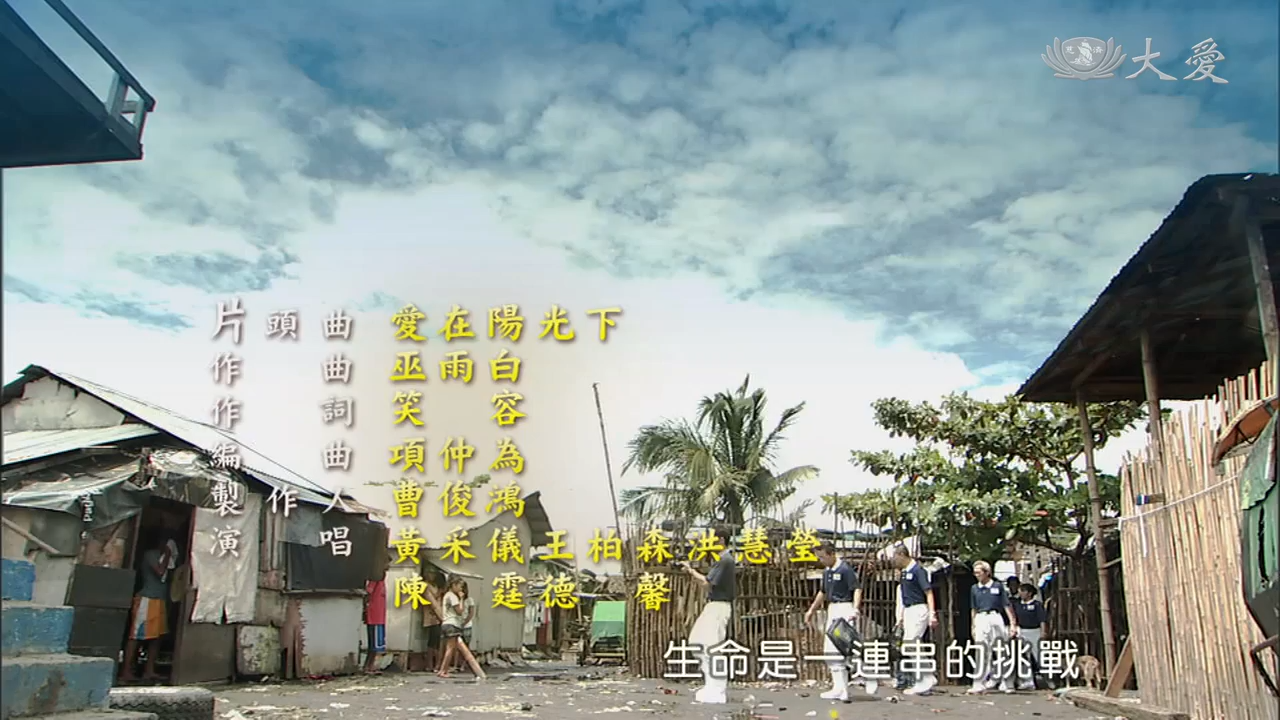 大愛
片頭曲 愛在陽光下
作曲 巫雨白
作詞 笑容
編曲 項仲為
製作人 曹俊鴻
演唱 黃采儀 王柏森 洪慧瑩
陳霆 德馨
生命是一連串的挑戰